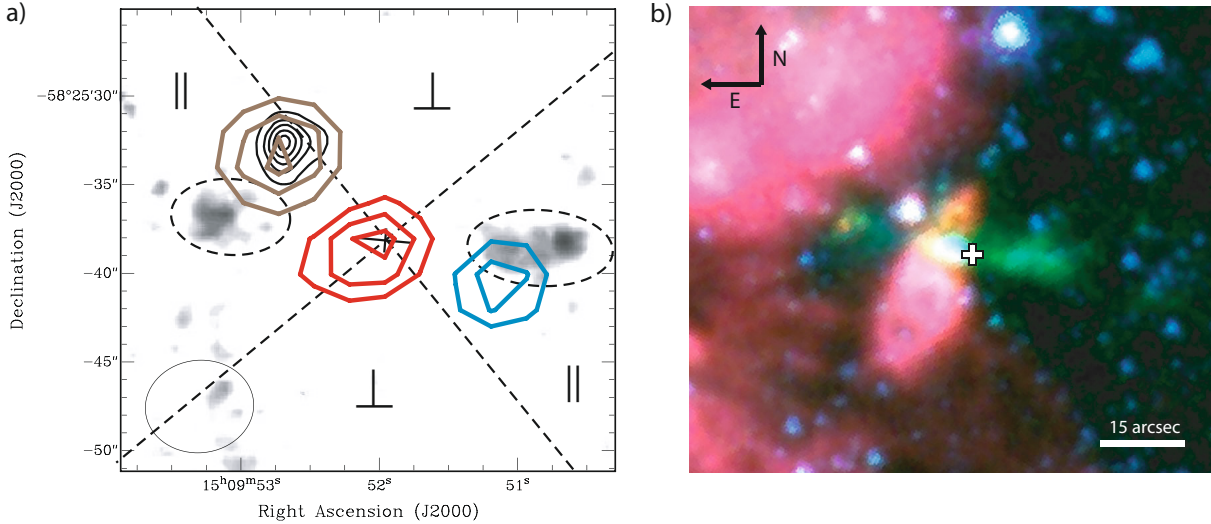 a)
||
⊥
−58°25′30″
35″
40″
45″
50″
⊥
||
15ʰ09ᵐ53ˢ
52ˢ
51ˢ
Declination (J2000)
Right Ascension (J2000)
b)
N
E
15 arcsec